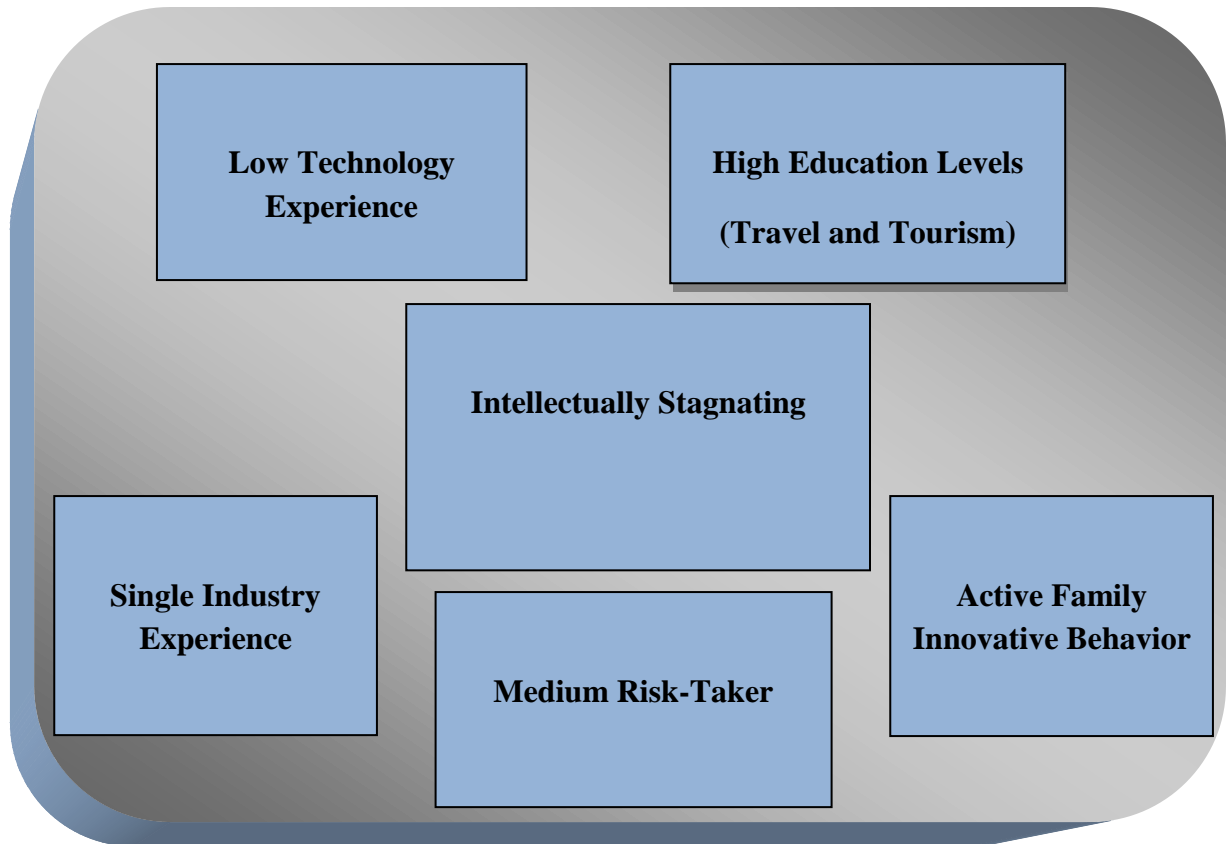 Low Technology
Experience
High Education Levels
(Travel and Tourism)
Intellectually Stagnating
Single Industry
Experience
Medium Risk-Taker
Active Family
Innovative Behavior